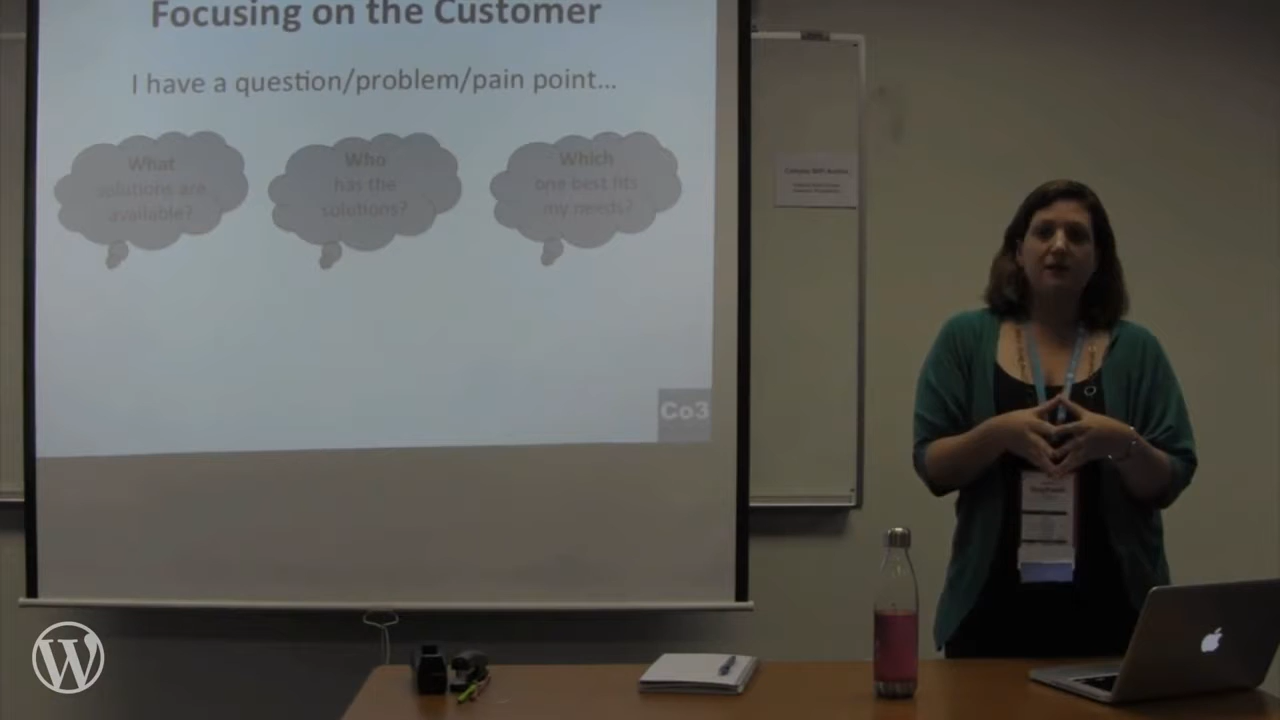 Focusing on the Customer
I have a question/problem/pain point...
What
solutions are
available?
Who
has the
solutions?
Which
one best fits
my needs?
Co3